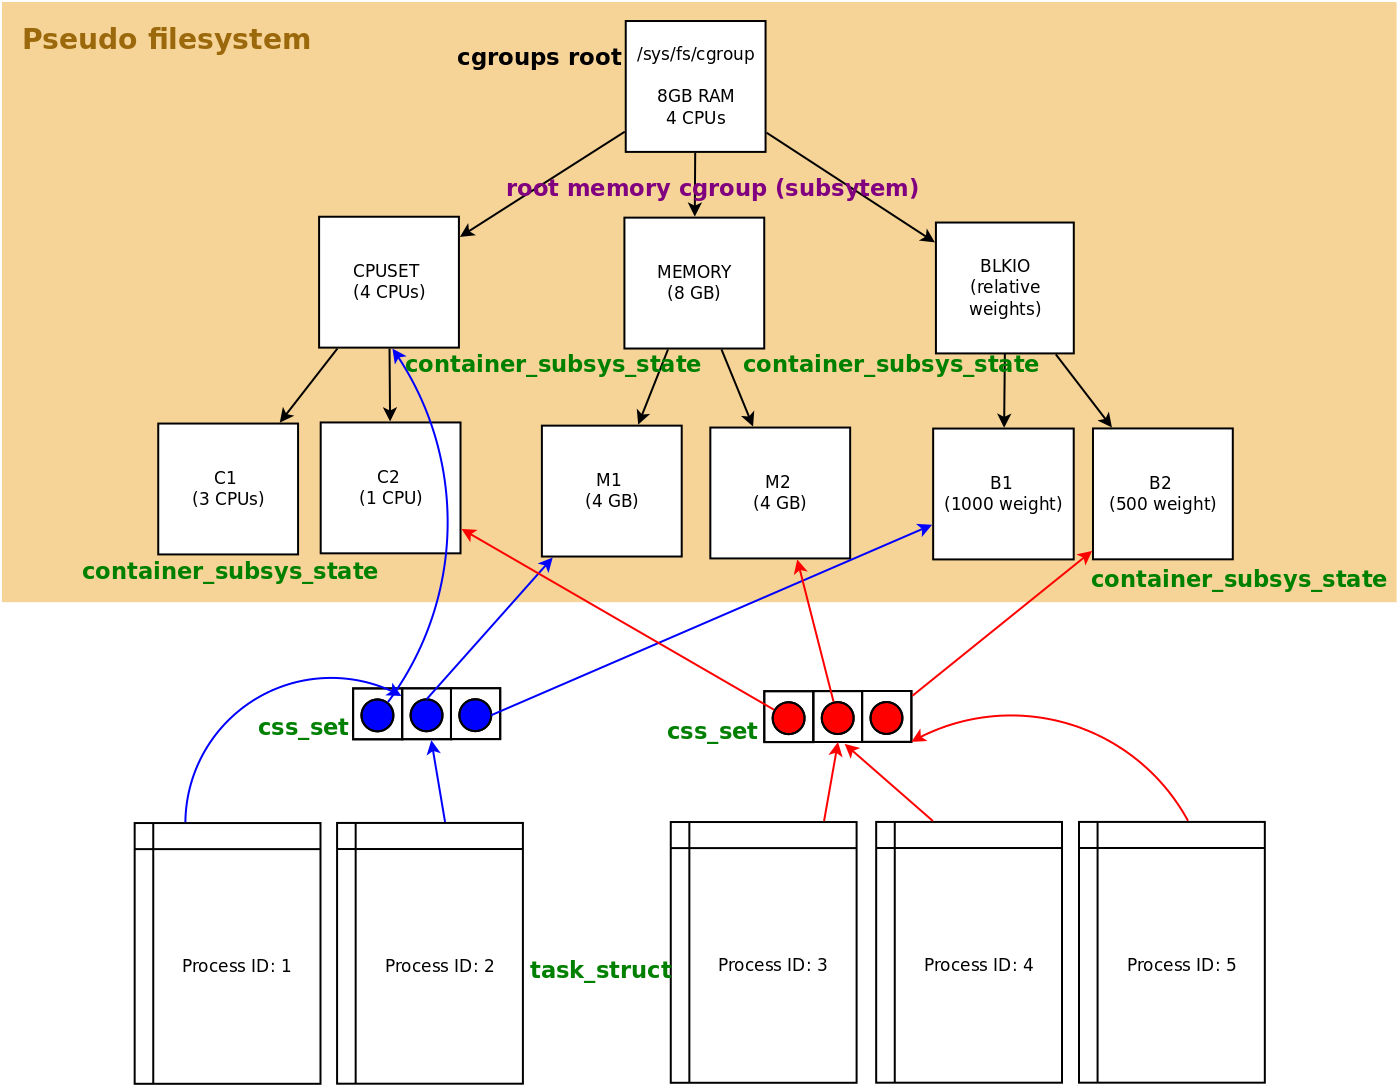 Pseudo filesystem
cgroups root
/sys/fs/cgroup
8GB RAM
4 CPUs
root memory cgroup (subsytem)
CPUSET
(4 CPUs)
MEMORY
(8 GB)
BLKIO
(relative
weights)
container_subsys_state
container_subsys_state
C1
(3 CPUs)
C2
(1 CPU)
M1
(4 GB)
M2
(4 GB)
B1
(1000 weight)
B2
(500 weight)
container_subsys_state
container_subsys_state
css_set
css_set
Process ID: 1
Process ID: 2
task_struct
Process ID: 3
Process ID: 4
Process ID: 5